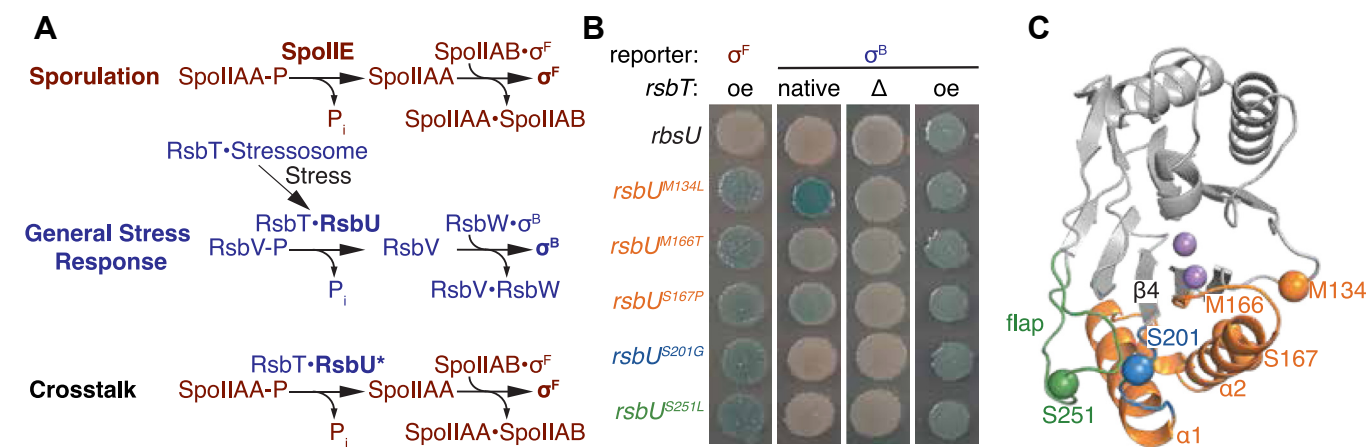 A
Sporulation
SpoIIAA-P
SpoIIE
SpoIIAA
SpoIIAB•σF
σF
Pi
SpoIIAA•SpoIIAB
RsbT•Stressosome
Stress
General Stress
Response
RsbT•RsbU
RsbV-P
RsbV
RsbW•σB
σB
Pi
RsbV•RsbW
Crosstalk
RsbT•RsbU*
SpoIIAA-P
SpoIIAA
SpoIIAB•σF
σF
Pi
SpoIIAA•SpoIIAB
B
reporter: σF σB
rsbT: oe native Δ oe
rbsU
rsbUM134L
rsbUM166T
rsbUS167P
rsbUS201G
rsbUS251L
C
β4
M166
M134
flap
S201
S167
α2
S251
α1